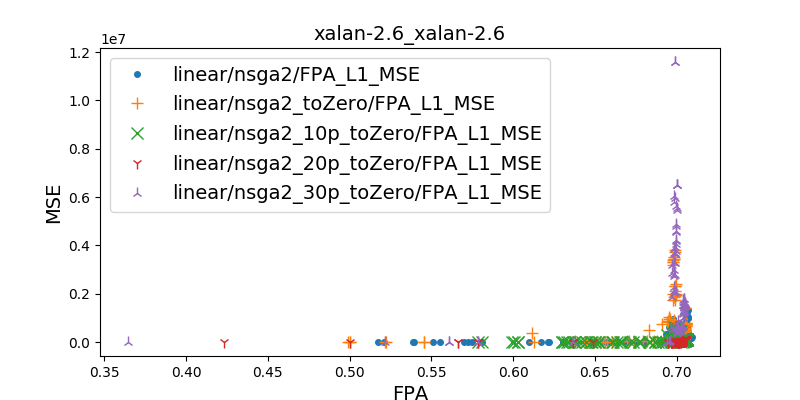 xalan-2.6_xalan-2.6
1e7
1.2
1.0
0.8
0.6
0.4
0.2
0.0
MSE
linear/nsga2/FPA_L1_MSE
linear/nsga2_toZero/FPA_L1_MSE
linear/nsga2_10p_toZero/FPA_L1_MSE
linear/nsga2_20p_toZero/FPA_L1_MSE
linear/nsga2_30p_toZero/FPA_L1_MSE
0.35 0.40 0.45 0.50 0.55 0.60 0.65 0.70
FPA